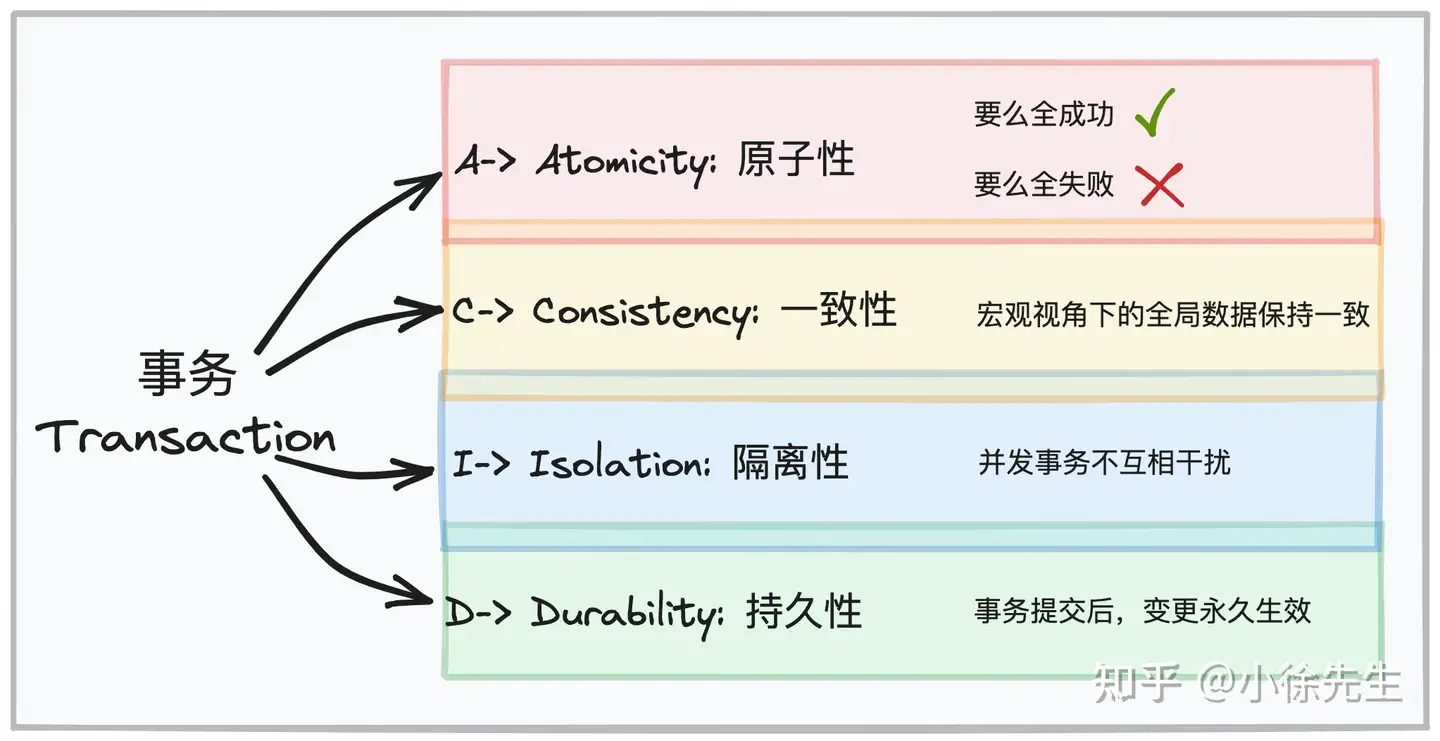 事务
Transaction
A-> Atomicity: 原子性
要么全成功
要么全失败
C-> Consistency: 一致性
宏观视角下的全局数据保持一致
I-> Isolation: 隔离性
并发事务不互相干扰
D-> Durability: 持久性
事务提交后，变更永久生效
知乎 @小徐先生